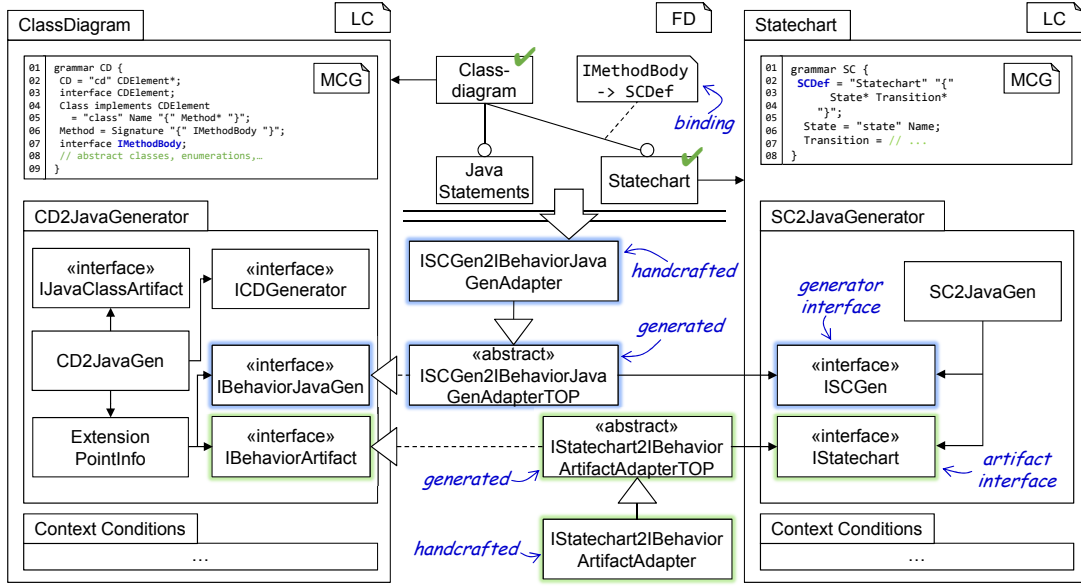 ClassDiagram
LC
01 grammar CD {
02 CD = "cd" CDElement*;
03 interface CDElement;
04 Class implements CDElement
05 = "class" Name "{" Method* "}";
06 Method = Signature "{" IMethodBody "}";
07 interface IMethodBody;
08 // abstract classes, enumerations,…
09 }
MCG
CD2JavaGenerator
«interface»
IJavaClassArtifact
«interface»
ICDGenerator
CD2JavaGen
«interface»
IBehaviorJavaGen
Extension
PointInfo
«interface»
IBehaviorArtifact
Context Conditions
…
FD
Class-
diagram
IMethodBody
-> SCDef
binding
Java
Statements
Statechart
ISCGen2IBehaviorJava
GenAdapter
handcrafted
generated
«abstract»
ISCGen2IBehaviorJava
GenAdapterTOP
«abstract»
IStatechart2IBehavior
ArtifactAdapterTOP
generated
handcrafted
IStatechart2IBehavior
ArtifactAdapter
Statechart
LC
01 grammar SC {
02 SCDef = "Statechart" "{"
03 State* Transition*
04 "}";
05 State = "state" Name;
06 Transition = // ...
07 }
08
MCG
SC2JavaGenerator
generator
interface
SC2JavaGen
«interface»
ISCGen
«interface»
IStatechart
artifact
interface
Context Conditions
…